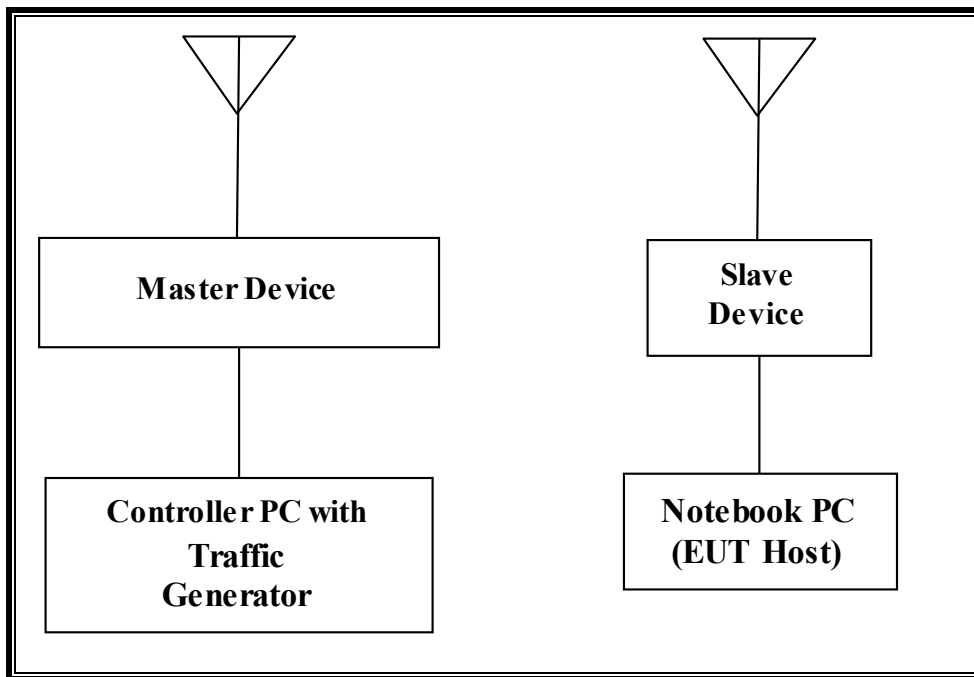 Master Device
Slave
Device
Controller PC with
Traffic
Generator
Notebook PC
(EUT Host)